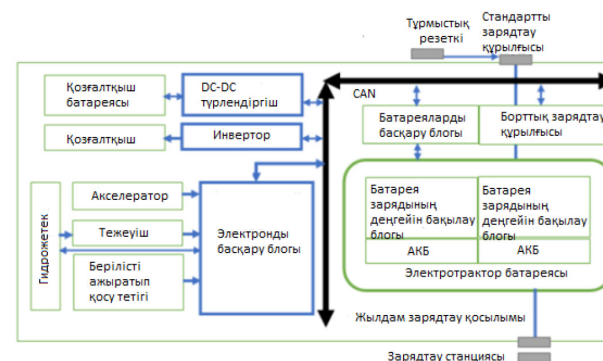 Тұрмыстық
резеткі
Стандартты
зарядтау
құрылғысы
CAN
Қозғалтқыш
батареясы
DC-DC
түрлендіргіш
Қозғалтқыш
Инвертор
Батареяларды
басқару блогы
Борттық зарядтау
құрылғысы
Гидрожетек
Акселератор
Тежеуіш
Берілісті
ажыратып
қосу тетігі
Электронды
басқару блогы
Батарея
зарядының
деңгейін бақылау
блогы
Батарея
зарядының
деңгейін бақылау
блогы
АКБ
АКБ
Электротрактор батареясы
Жылдам зарядтау қосылымы
Зарядтау станциясы